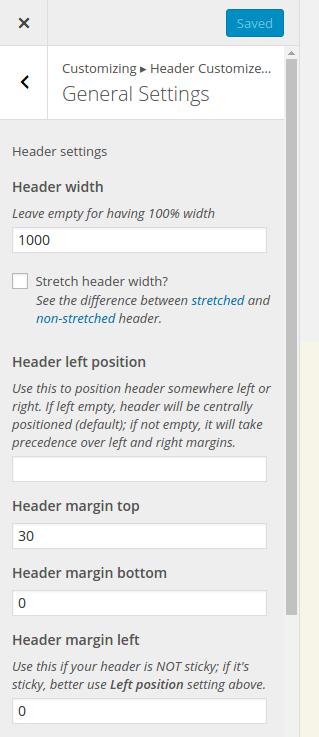 Saved
Customizing ▸ Header Customize...
General Settings
Header settings
Header width
Leave empty for having 100% width
1000
Stretch header width?
See the difference between stretched and
non-stretched header.
Header left position
Use this to position header somewhere left or
right. If left empty, header will be centrally
positioned (default); if not empty, it will take
precedence over left and right margins.
Header margin top
30
Header margin bottom
0
Header margin left
Use this if your header is NOT sticky; if it's
sticky, better use Left position setting above.
0